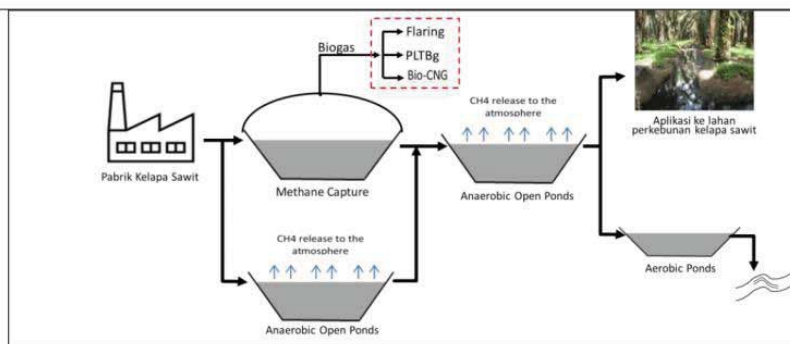 Biogas
Flaring
PLTBg
Bio-CNG
Pabrik Kelapa Sawit
Methane Capture
CH4 release to the
atmosphere
Anaerobic Open Ponds
CH4 release to the
atmosphere
Anaerobic Open Ponds
Aplikasi ke lahan
perkebunan kelapa sawit
Aerobic Ponds